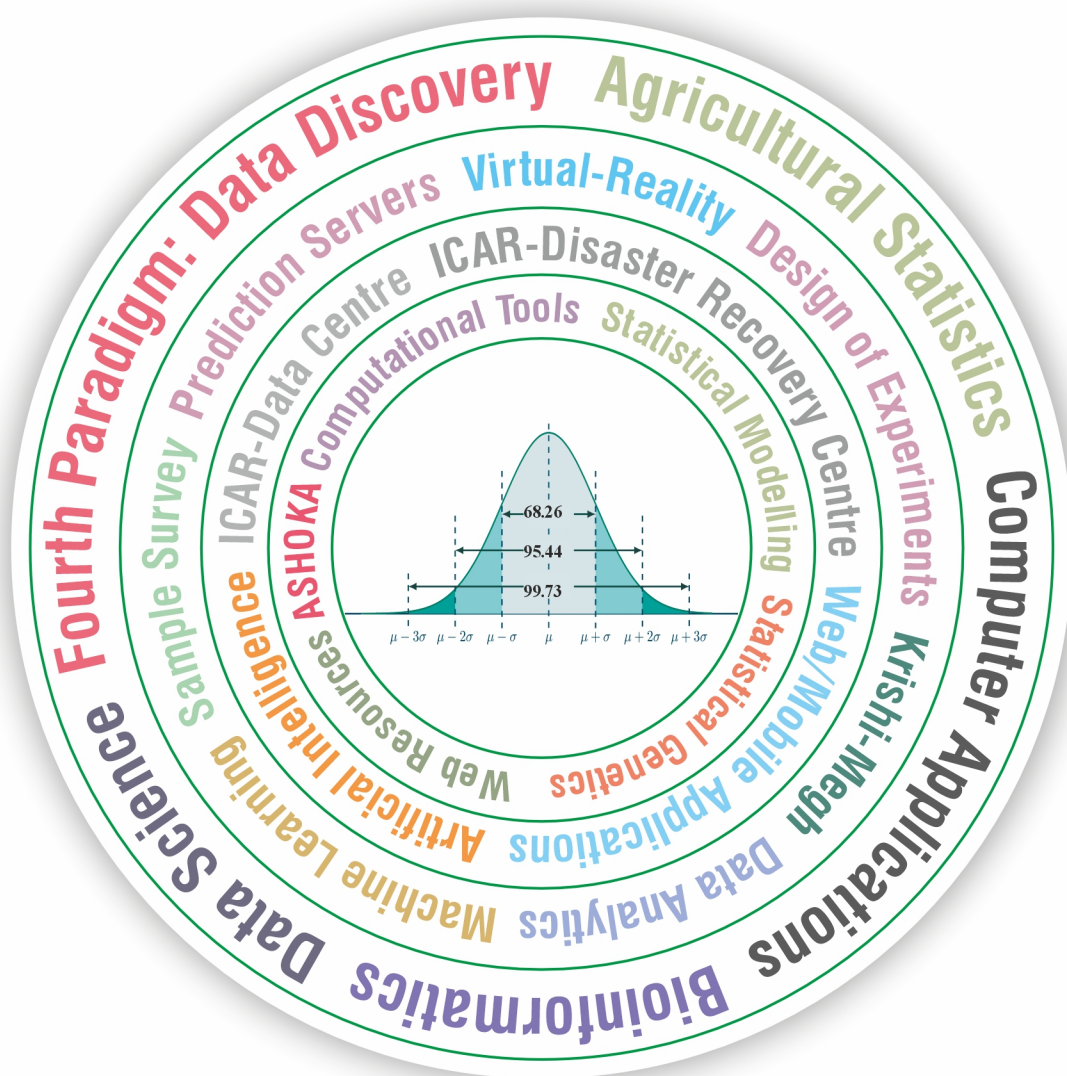 Fourth Paradigm: Data Discovery
Agricultural Statistics
Computer Applications
Bioinformatics
Data Science
Sample Survey
Prediction Servers
Virtual-Reality
Design of Experiments
Krishi-Megh
Data Analytics
Machine Learning
ICAR-Data Centre
ICAR-Disaster Recovery Centre
Web/Mobile Applications
Artificial Intelligence
ASHOKA
Computational Tools
Statistical Modelling
Statistical Genetics
Web Resources
68.26
95.44
99.73
μ − 3σ μ − 2σ μ − σ μ μ + σ μ + 2σ μ + 3σ